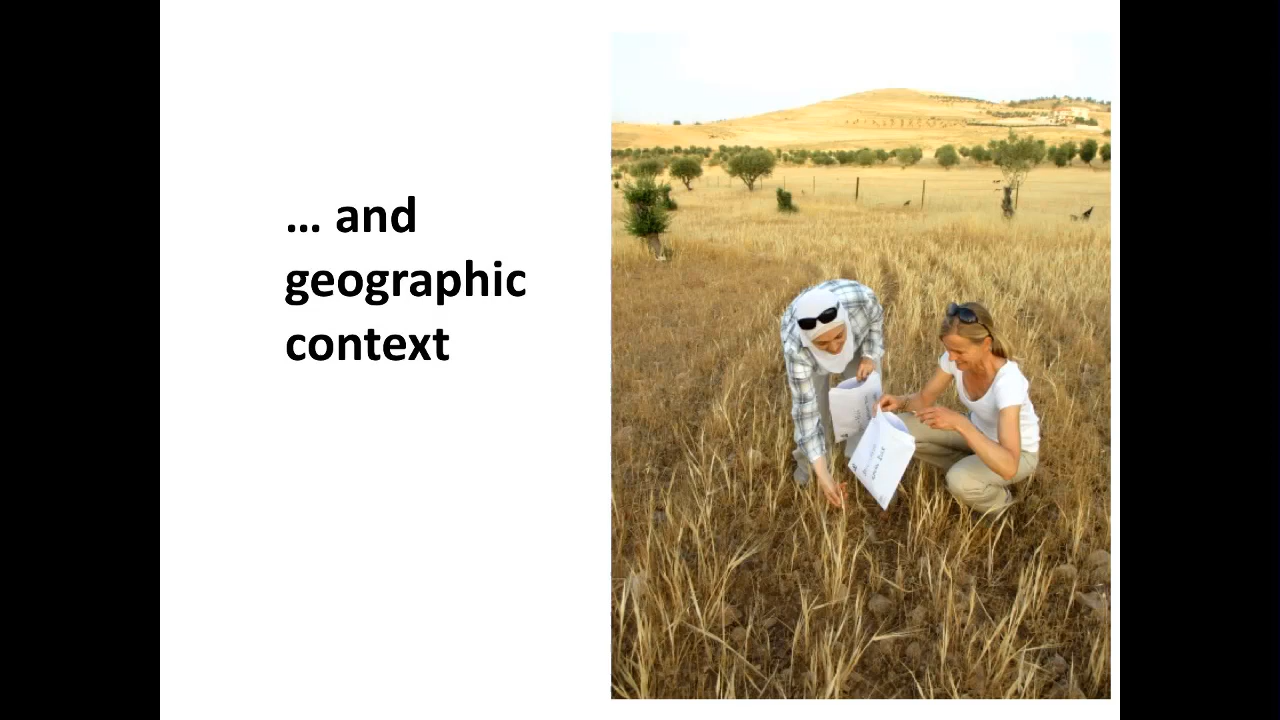 … and
geographic
context